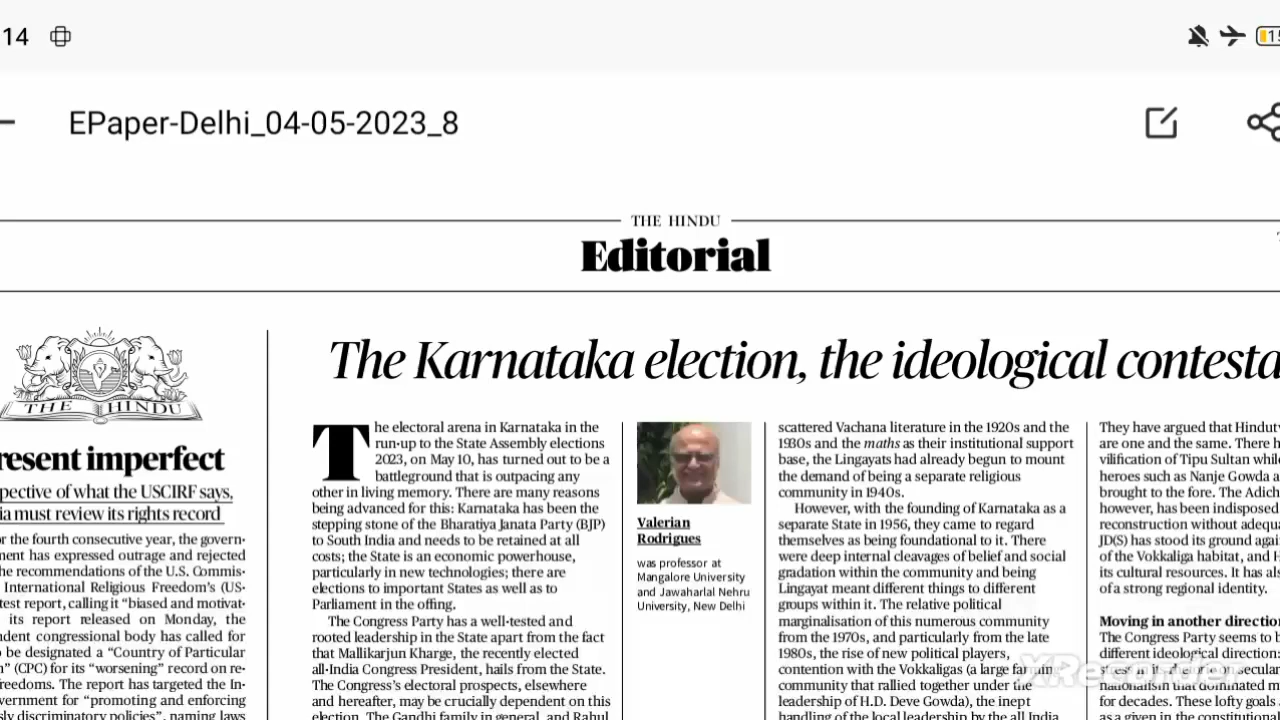 14
15
EPaper-Delhi_04-05-2023_8
THE HINDU
Editorial
THE HINDU
resent imperfect
pective of what the USCIRF says,
ia must review its rights record
or the fourth consecutive year, the govern-
ment has expressed outrage and rejected
he recommendations of the U.S. Commis-
International Religious Freedom's (US-
test report, calling it "biased and motivat-
its report released on Monday, the
ndent congressional body has called for
o be designated a "Country of Particular
n" (CPC) for its "worsening" record on re-
reedoms. The report has targeted the In-
vernment for "promoting and enforcing
sly discriminatory policies", naming laws
The Karnataka election, the ideological contesta
The electoral arena in Karnataka in the
run-up to the State Assembly elections
2023, on May 10, has turned out to be a
battleground that is outpacing any
other in living memory. There are many reasons
being advanced for this: Karnataka has been the
stepping stone of the Bharatiya Janata Party (BJP)
to South India and needs to be retained at all
costs; the State is an economic powerhouse,
particularly in new technologies; there are
elections to important States as well as to
Parliament in the offing.
The Congress Party has a well-tested and
rooted leadership in the State apart from the fact
that Mallikarjun Kharge, the recently elected
all-India Congress President, hails from the State.
The Congress's electoral prospects, elsewhere
and hereafter, may be crucially dependent on this
election. The Gandhi family in general, and Rahul
Valerian
Rodrigues
was professor at
Mangalore University
and Jawaharlal Nehru
University, New Delhi
scattered Vachana literature in the 1920s and the
1930s and the maths as their institutional support
base, the Lingayats had already begun to mount
the demand of being a separate religious
community in 1940s.
However, with the founding of Karnataka as a
separate State in 1956, they came to regard
themselves as being foundational to it. There
were deep internal cleavages of belief and social
gradation within the community and being
Lingayat meant different things to different
groups within it. The relative political
marginalisation of this numerous community
from the 1970s, and particularly from the late
1980s, the rise of new political players,
contention with the Vokkaligas (a large farming
community that rallied together under the
leadership of H.D. Deve Gowda), the inept
handling of the local leadership by the all India
They have argued that Hindutv
are one and the same. There h
vilification of Tipu Sultan while
heroes such as Nanje Gowda a
brought to the fore. The Adich
however, has been indisposed
reconstruction without adequa
JD(S) has stood its ground agai
of the Vokkaliga habitat, and
its cultural resources. It has als
of a strong regional identity.
Moving in another direction
The Congress Party seems to b
different ideological direction:
nationalism that dominated m
for decades. These lofty goals
as a given in the constitution
XRecorder